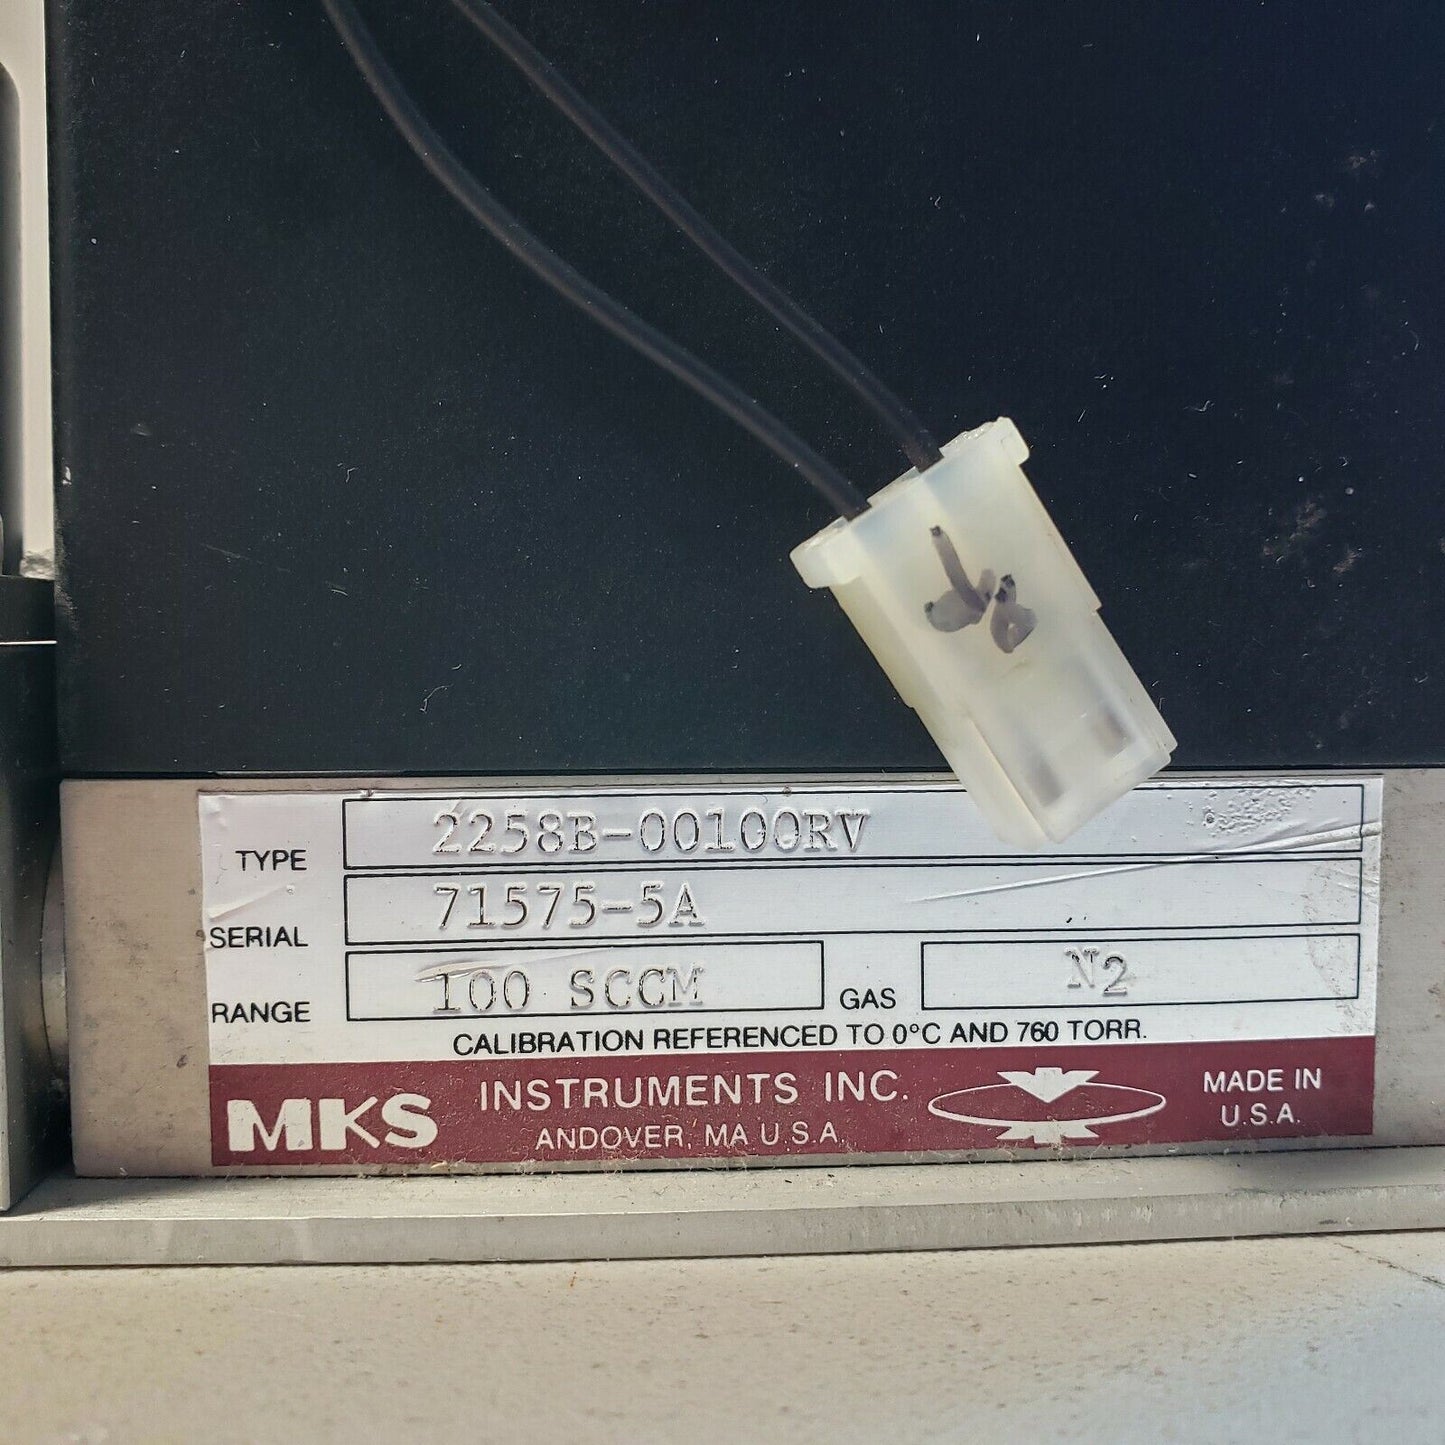 TYPE 2258B-00100RV
SERIAL 71575-5A
RANGE 100 SCCM GAS N2
CALIBRATION REFERENCED TO 0°C AND 760 TORR.
MKS INSTRUMENTS INC. MADE IN
ANDOVER, MA U.S.A. U.S.A.